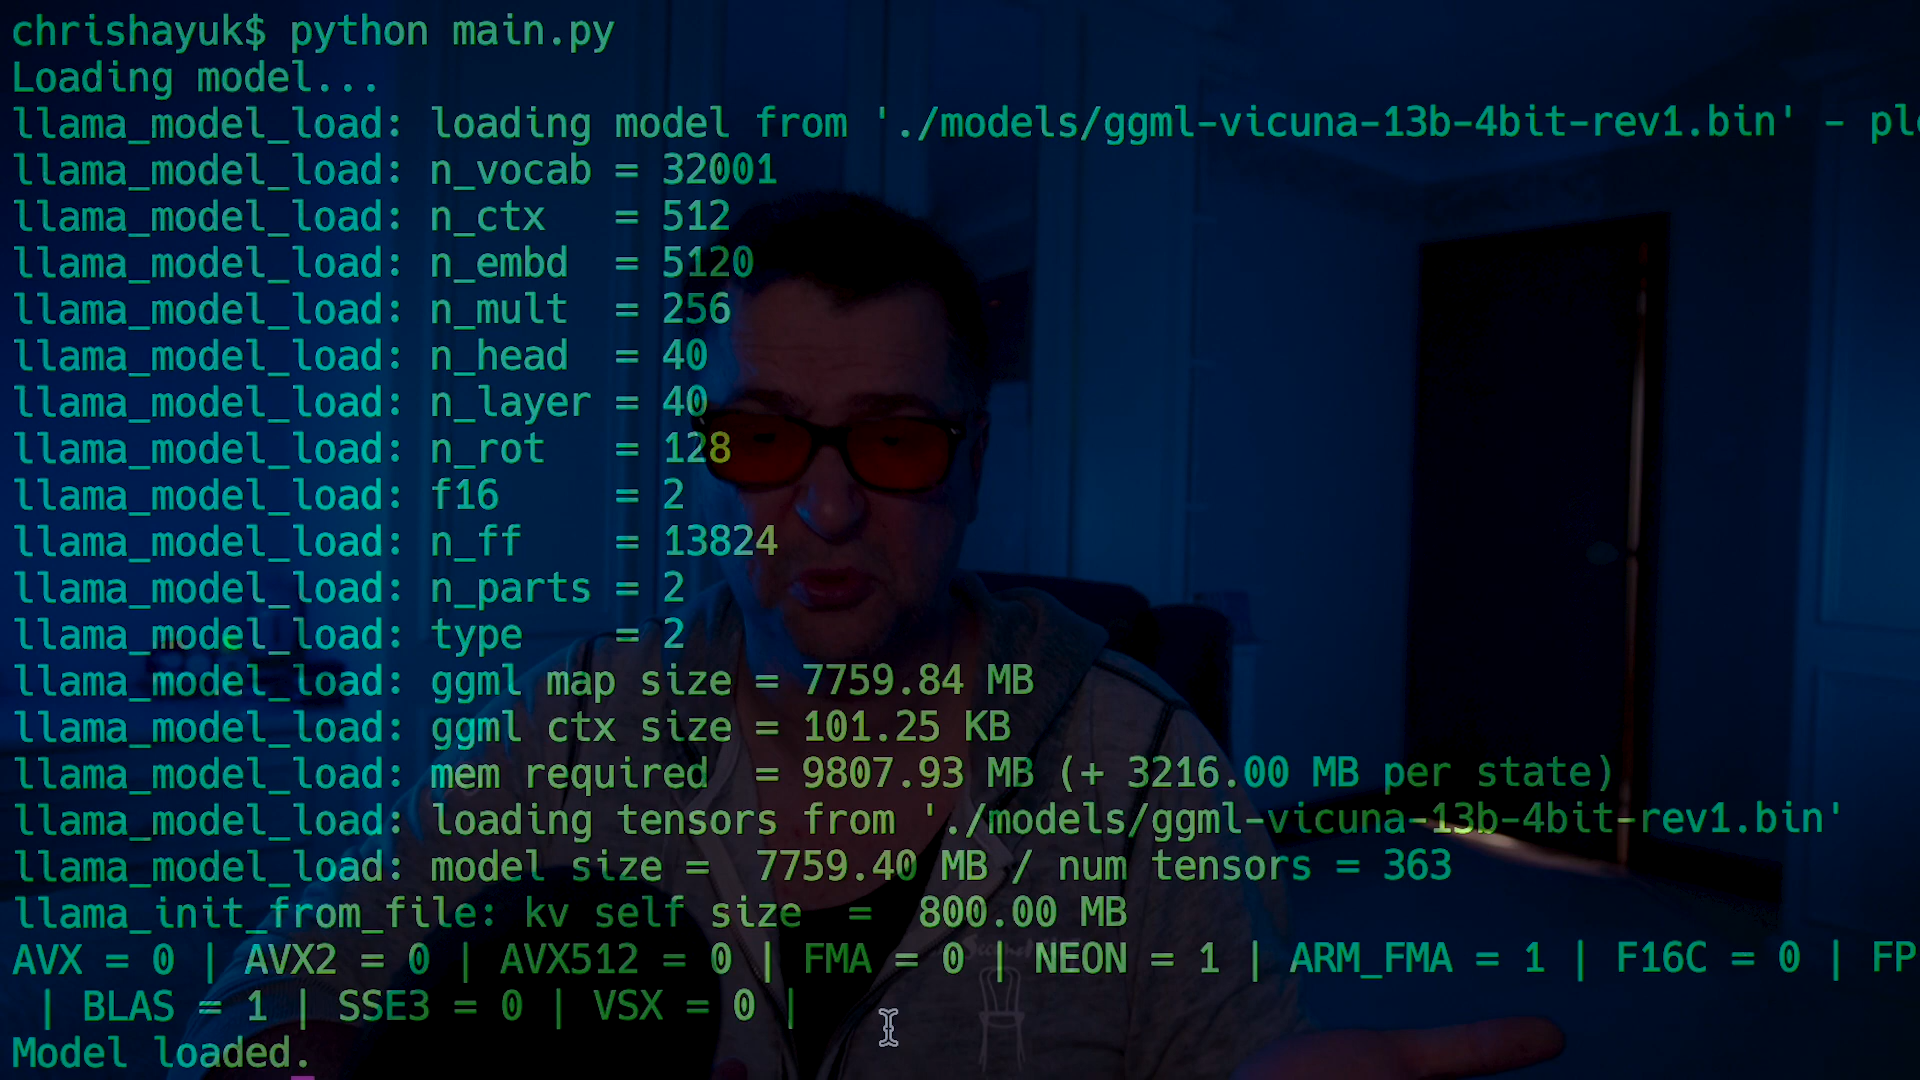 chrishayuk$ python main.py
Loading model...
llama_model_load: loading model from './models/ggml-vicuna-13b-4bit-rev1.bin' -
llama_model_load: n_vocab = 32001
llama_model_load: n_ctx   = 512
llama_model_load: n_embd  = 5120
llama_model_load: n_mult  = 256
llama_model_load: n_head  = 40
llama_model_load: n_layer = 40
llama_model_load: n_rot   = 128
llama_model_load: f16     = 2
llama_model_load: n_ff    = 13824
llama_model_load: n_parts = 2
llama_model_load: type    = 2
llama_model_load: ggml map size = 7759.84 MB
llama_model_load: ggml ctx size = 101.25 KB
llama_model_load: mem required  = 9807.93 MB (+ 3216.00 MB per state)
llama_model_load: loading tensors from './models/ggml-vicuna-13b-4bit-rev1.bin'
llama_model_load: model size =  7759.40 MB / num tensors = 363
llama_init_from_file: kv self size  =  800.00 MB
AVX = 0 | AVX2 = 0 | AVX512 = 0 | FMA = 0 | NEON = 1 | ARM_FMA = 1 | F16C = 0 | FP
 | BLAS = 1 | SSE3 = 0 | VSX = 0 |
Model loaded.